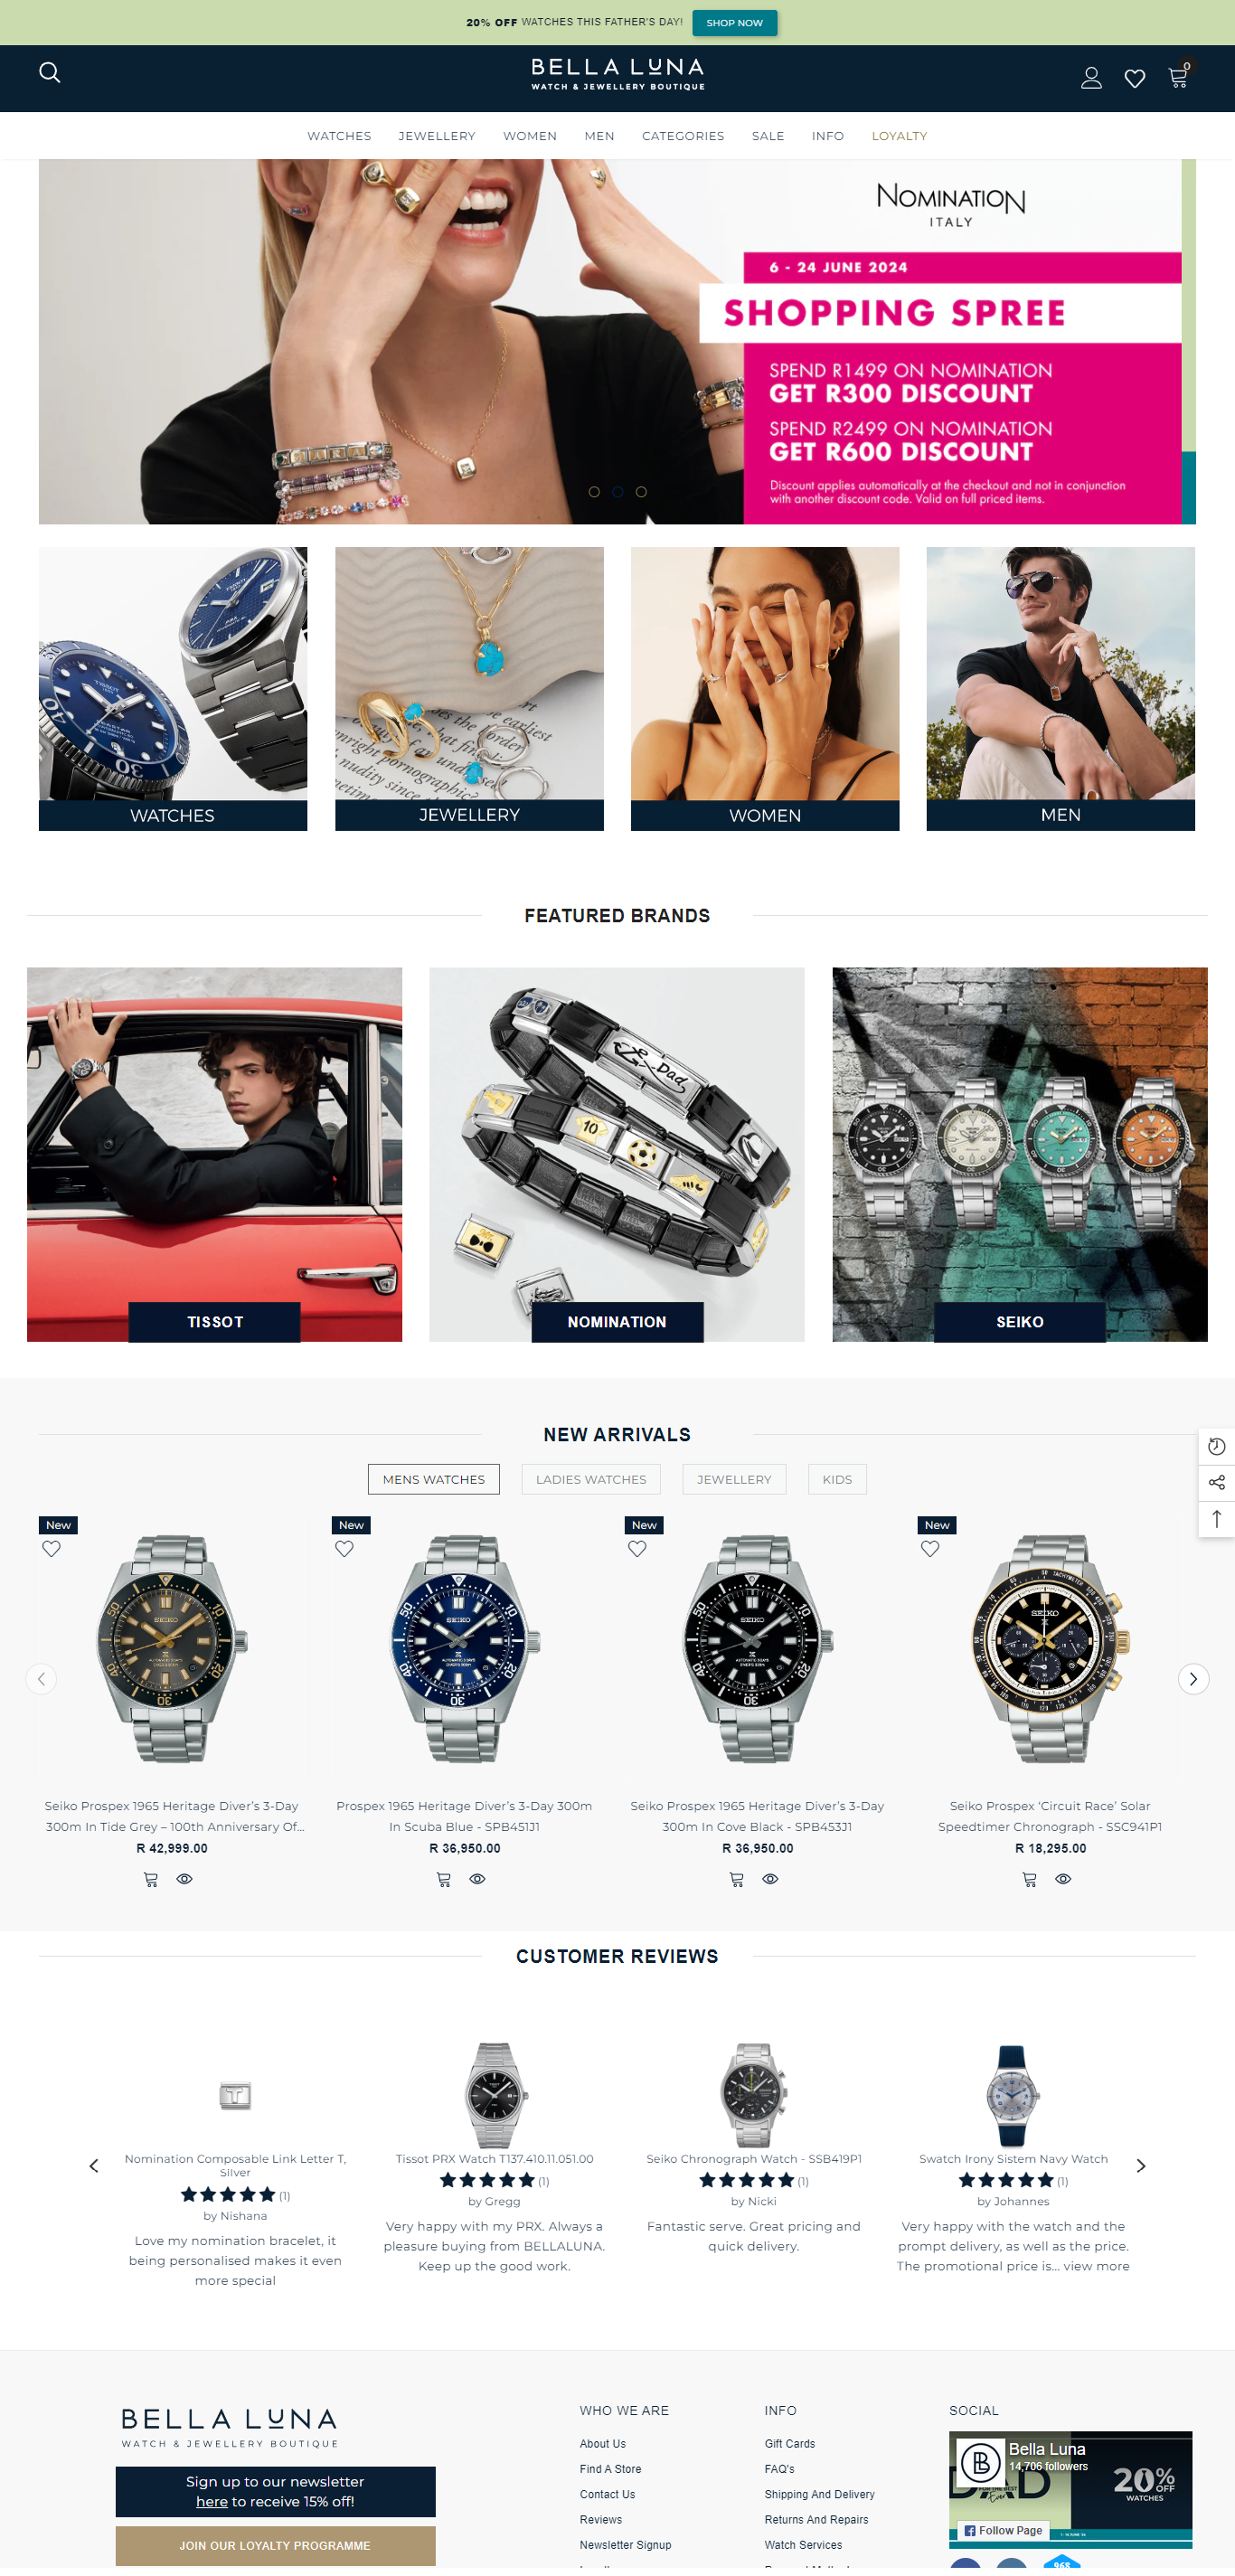 20% OFF WATCHES THIS FATHER'S DAY! SHOP NOW
BELLA LUNA
WATCH & JEWELLERY BOUTIQUE
0
WATCHES JEWELLERY WOMEN MEN CATEGORIES SALE INFO LOYALTY
NOMINATION
ITALY
6 - 24 JUNE 2024
SHOPPING SPREE
SPEND R1499 ON NOMINATION
GET R300 DISCOUNT
SPEND R2499 ON NOMINATION
GET R600 DISCOUNT
Discount applies automatically at the checkout and not in conjunction
with another discount code. Valid on full priced items.
WATCHES JEWELLERY WOMEN MEN
FEATURED BRANDS
Dad
10
TISSOT NOMINATION SEIKO
NEW ARRIVALS
MENS WATCHES LADIES WATCHES JEWELLERY KIDS
New New New New
SEIKO SEIKO SEIKO SEIKO
Seiko Prospex 1965 Heritage Diver's 3-Day
300m In Tide Grey – 100th Anniversary Of...
R 42,999.00
Prospex 1965 Heritage Diver's 3-Day 300m
In Scuba Blue - SPB451J1
R 36,950.00
Seiko Prospex 1965 Heritage Diver's 3-Day
300m In Cove Black - SPB453J1
R 36,950.00
Seiko Prospex ‘Circuit Race’ Solar
Speedtimer Chronograph - SSC941P1
R 18,295.00
CUSTOMER REVIEWS
Nomination Composable Link Letter T,
Silver
(1)
by Nishana
Love my nomination bracelet, it
being personalised makes it even
more special
Tissot PRX Watch T137.410.11.051.00
(1)
by Gregg
Very happy with my PRX. Always a
pleasure buying from BELLALUNA.
Keep up the good work.
Seiko Chronograph Watch - SSB419P1
(1)
by Nicki
Fantastic serve. Great pricing and
quick delivery.
Swatch Irony Sistem Navy Watch
(1)
by Johannes
Very happy with the watch and the
prompt delivery, as well as the price.
The promotional price is... view more
BELLA LUNA
WATCH & JEWELLERY BOUTIQUE
Sign up to our newsletter
here to receive 15% off!
JOIN OUR LOYALTY PROGRAMME
WHO WE ARE
About Us
Find A Store
Contact Us
Reviews
Newsletter Signup
INFO
Gift Cards
FAQ's
Shipping And Delivery
Returns And Repairs
Watch Services
SOCIAL
Bella Luna
14,706 followers
DAD
20% OFF
WATCHES
Follow Page
968